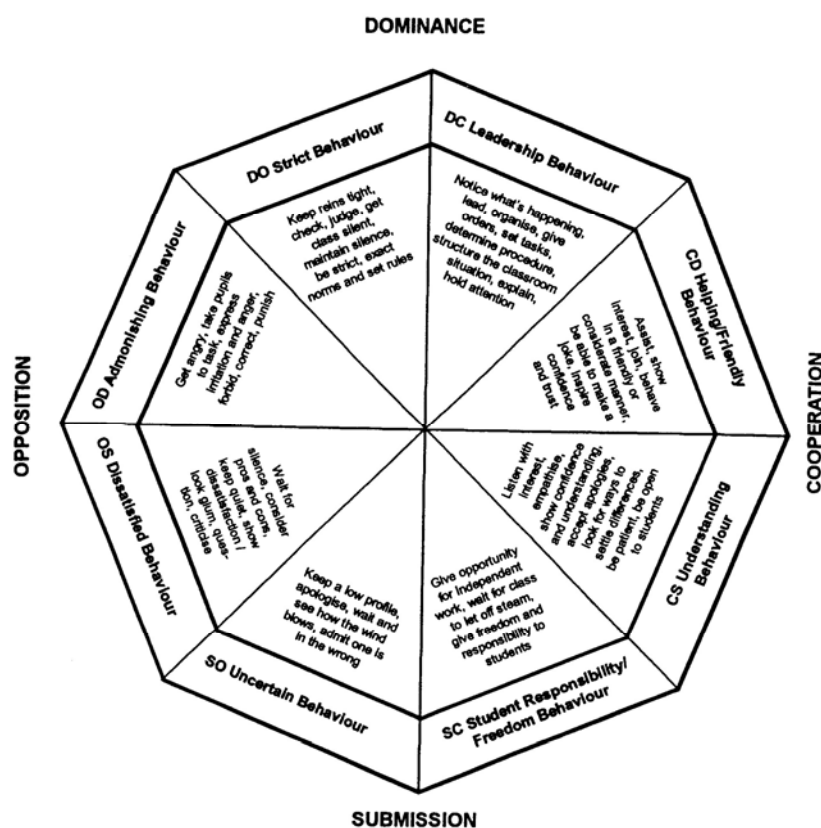 DOMINANCE
DC Leadership Behaviour
Notice what's happening,
lead, organise, give
orders, set tasks,
determine procedure,
structure the classroom
situation, explain,
hold attention
CD Helping/Friendly
Behaviour
Assist, show
interest, join, behave
in a friendly or
considerate manner,
be able to make a
joke, inspire
confidence
and trust
COOPERATION
CS Understanding
Behaviour
Listen with
interest,
empathise,
show confidence
and understanding,
accept apologies,
look for ways to
settle differences,
be patient, be open
to students
SC Student Responsibility/
Freedom Behaviour
Give opportunity
for independent
work, wait for class
to let off steam,
give freedom and
responsibility to
students
SUBMISSION
SO Uncertain Behaviour
Keep a low profile,
apologise, wait and
see how the wind
blows, admit one is
in the wrong
OS Dissatisfied Behaviour
Wait for
silence, consider
pros and cons,
keep quiet, show
dissatisfaction /
look glum, ques-
tion, criticise
OPPOSITION
OD Admonishing Behaviour
Get angry, take pupils
to task, express
irritation and anger,
forbid, correct, punish
DO Strict Behaviour
Keep reins tight,
check, judge, get
class silent,
maintain silence,
be strict, exact
norms and set rules